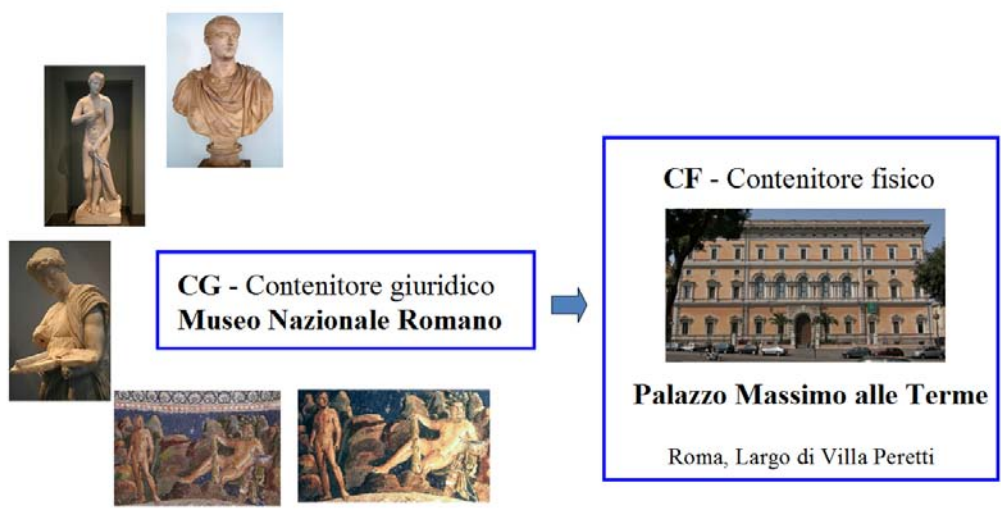 CG - Contenitore giuridico
Museo Nazionale Romano
CF - Contenitore fisico
Palazzo Massimo alle Terme
Roma, Largo di Villa Peretti